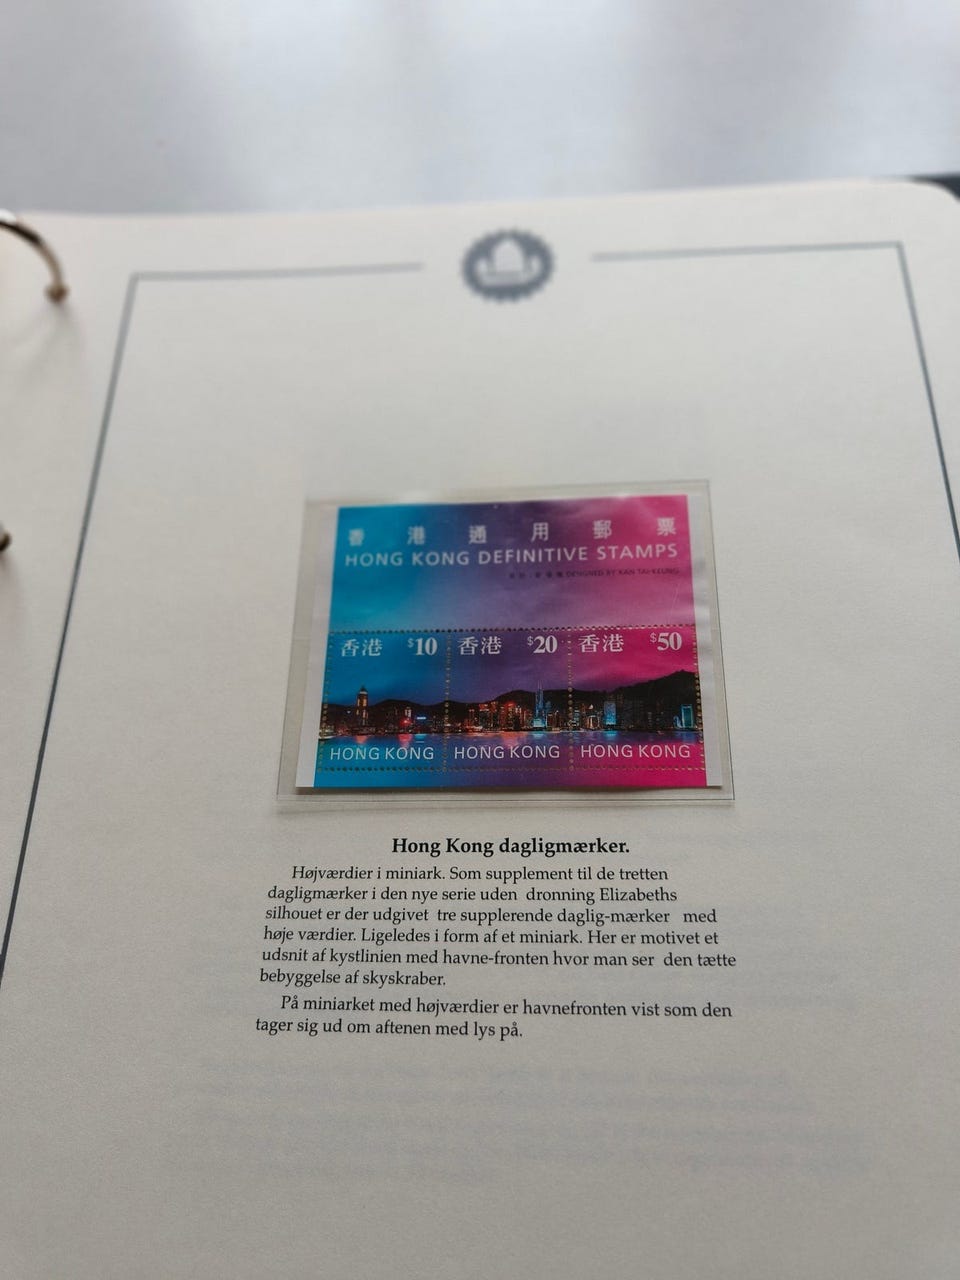 香港通用郵票
HONG KONG DEFINITIVE STAMPS
DESIGNED BY KAN TAI-KEUNG
香港 $10 香港 $20 香港 $50
HONG KONG HONG KONG HONG KONG
Hong Kong dagligmærker.
Højværdier i miniark. Som supplement til de tretten
dagligmærker i den nye serie uden dronning Elizabeths
silhouet er der udgivet tre supplerende daglig-mærker med
høje værdier. Ligeledes i form af et miniark. Her er motivet et
udsnit af kystlinien med havne-fronten hvor man ser den tætte
bebyggelse af skyskraber.
På miniarket med højværdier er havnefronten vist som den
tager sig ud om aftenen med lys på.